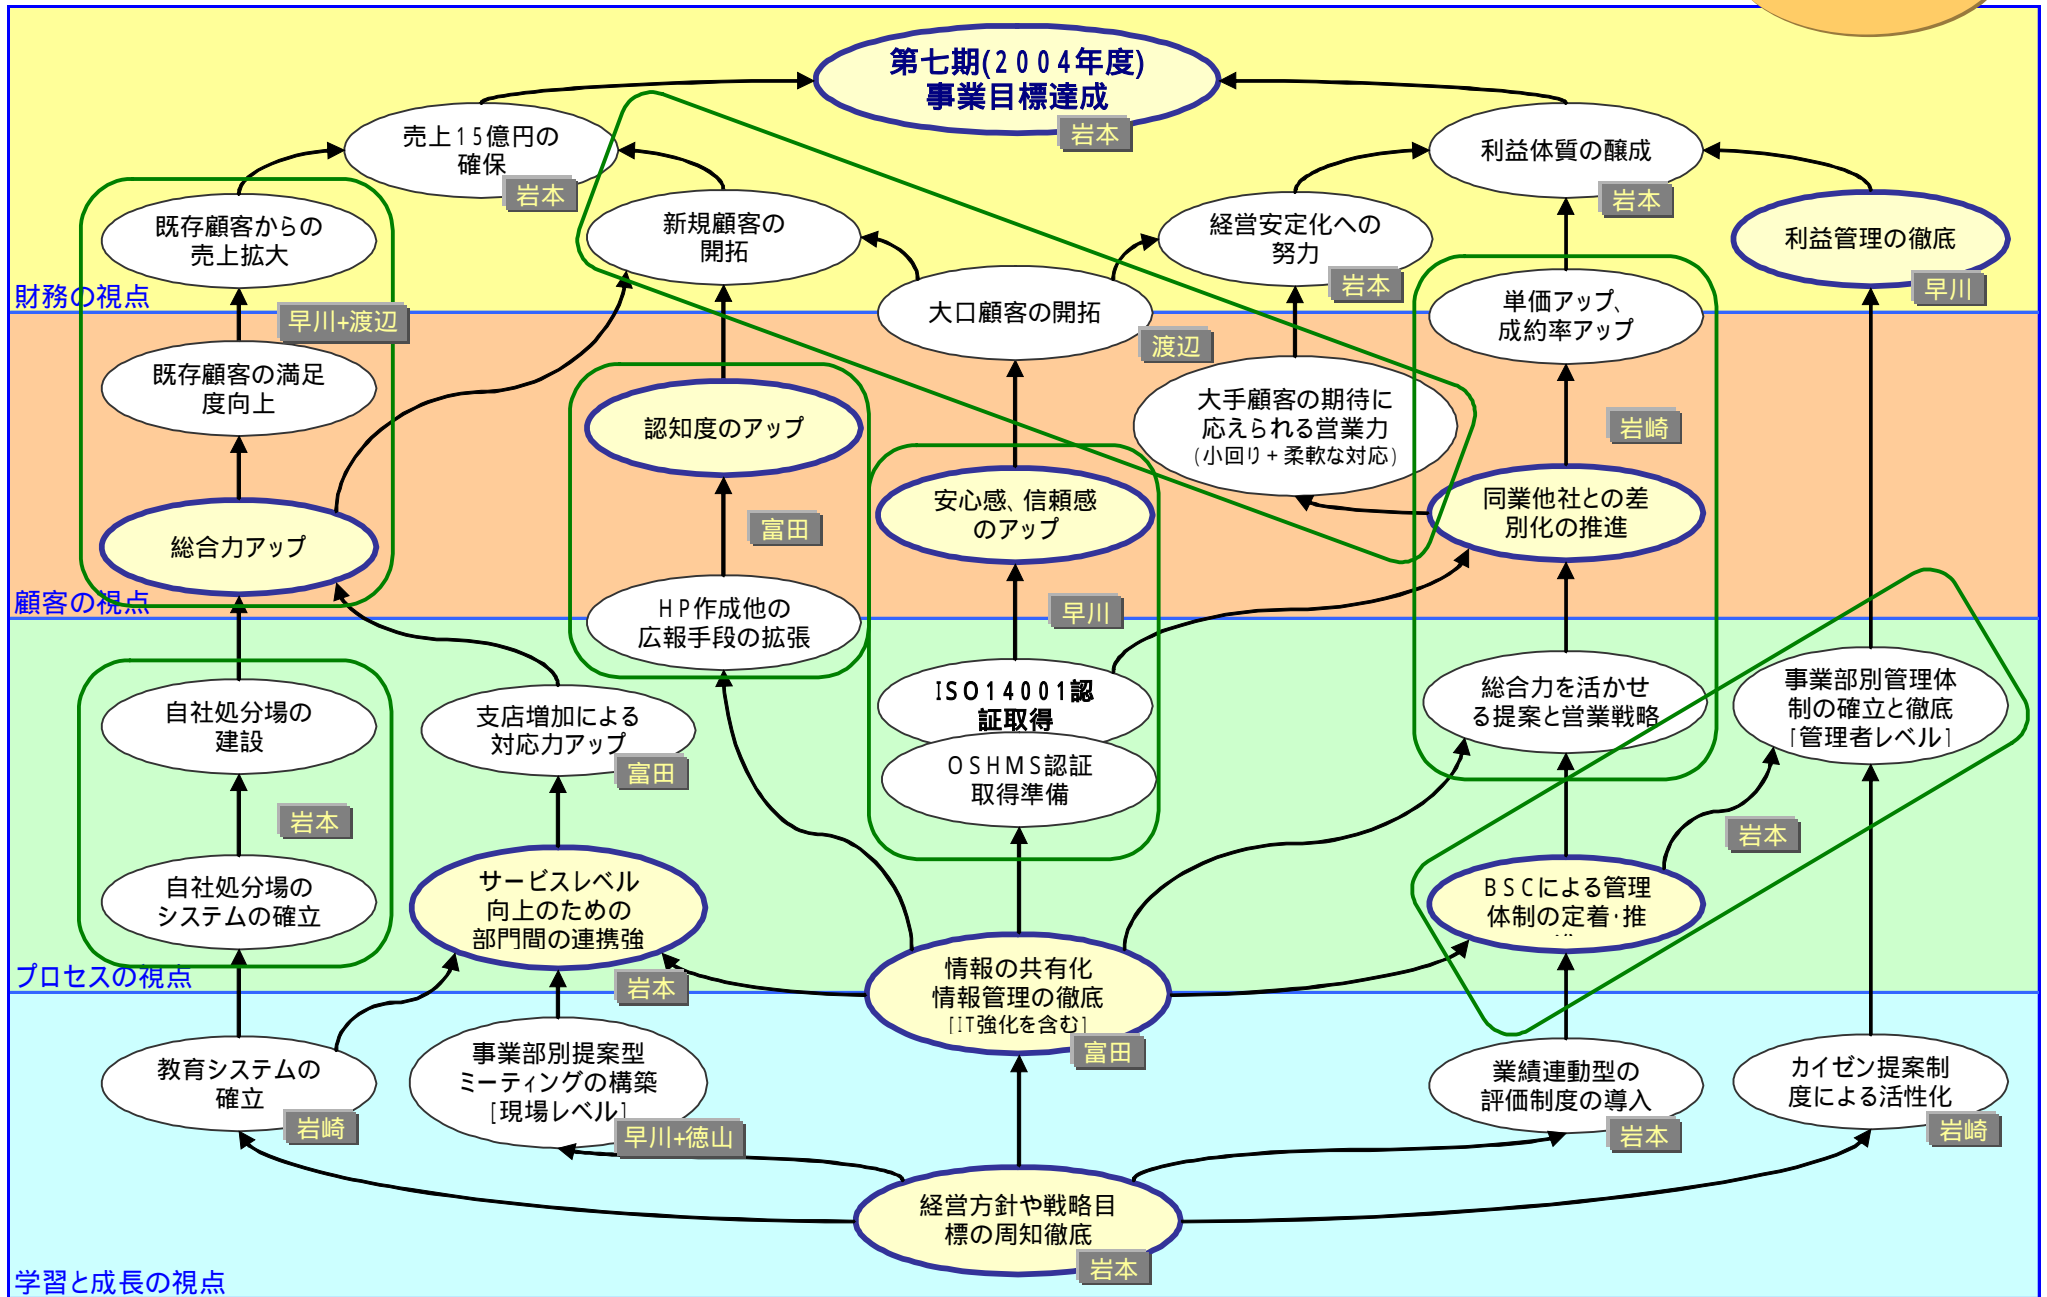 第七期(2004年度)
事業目標達成
岩本
売上15億円の
確保
岩本
利益体質の醸成
岩本
既存顧客からの
売上拡大
新規顧客の
開拓
経営安定化への
努力
岩本
利益管理の徹底
早川
財務の視点
早川+渡辺
大口顧客の開拓
渡辺
単価アップ、
成約率アップ
既存顧客の満足
度向上
認知度のアップ
大手顧客の期待に
応えられる営業力
(小回り+柔軟な対応)
岩崎
総合力アップ
富田
安心感、信頼感
のアップ
同業他社との差
別化の推進
顧客の視点
HP作成他の
広報手段の拡張
早川
自社処分場の
建設
支店増加による
対応力アップ
富田
ISO14001認
証取得
OSHMS認証
取得準備
総合力を活かせ
る提案と営業戦略
事業部別管理体
制の確立と徹底
[管理者レベル]
岩本
岩本
自社処分場の
システムの確立
サービスレベル
向上のための
部門間の連携強
岩本
BSCによる管理
体制の定着・推
プロセスの視点
情報の共有化
情報管理の徹底
[IT強化を含む]
富田
教育システムの
確立
岩崎
事業部別提案型
ミーティングの構築
[現場レベル]
早川+徳山
業績連動型の
評価制度の導入
岩本
カイゼン提案制
度による活性化
岩崎
経営方針や戦略目
標の周知徹底
岩本
学習と成長の視点